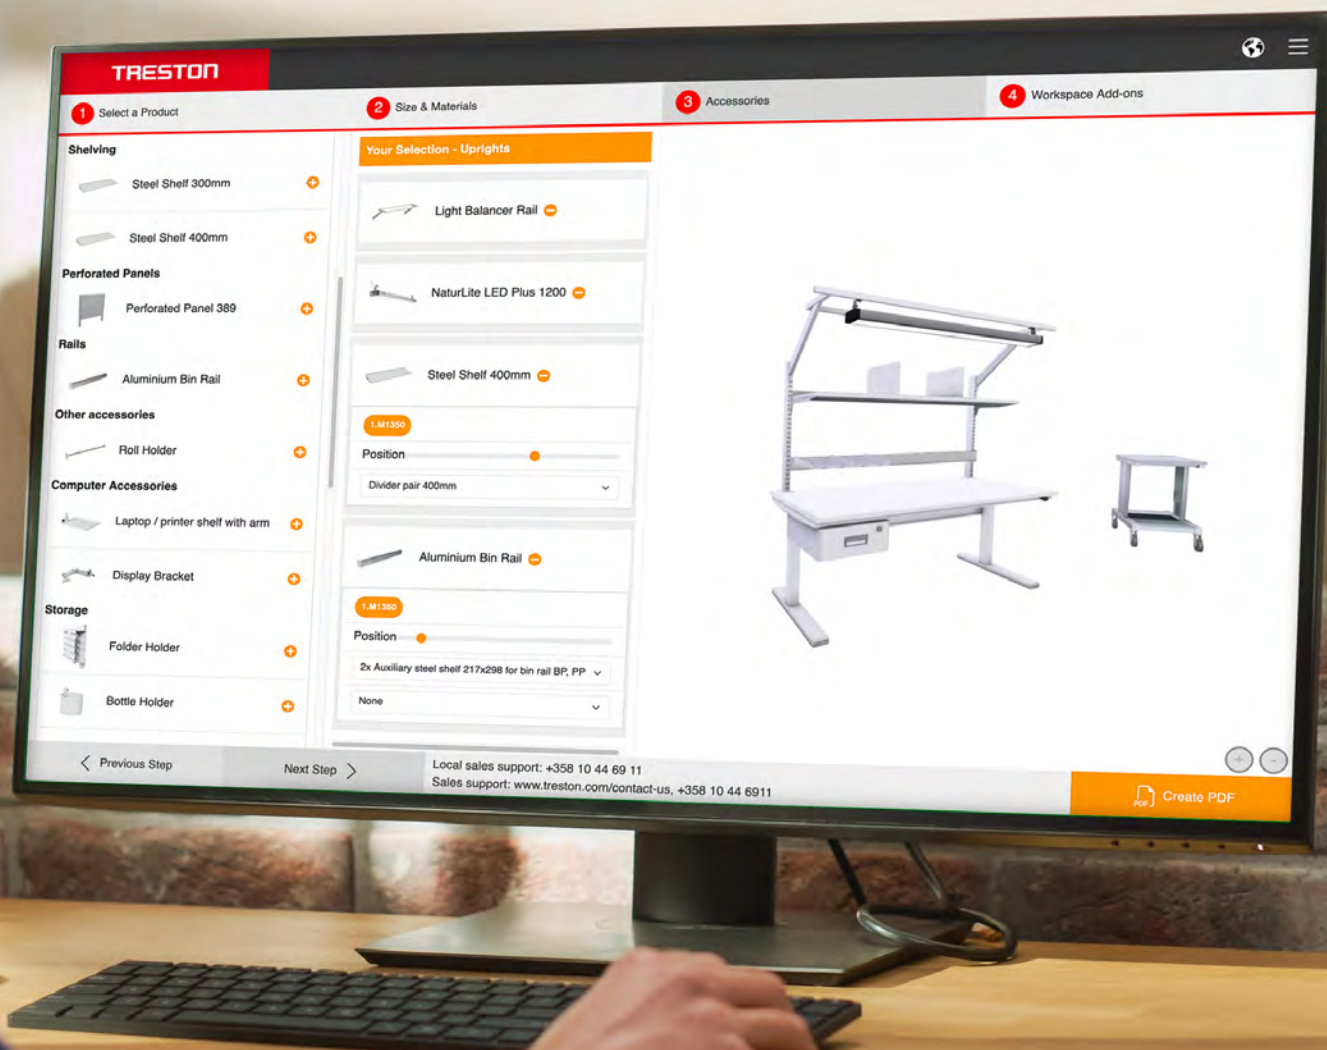 TRESTON
1 Select a Product
2 Size & Materials
3 Accessories
4 Workspace Add-ons
Shelving
Steel Shelf 300mm
Steel Shelf 400mm
Perforated Panels
Perforated Panel 389
Rails
Aluminium Bin Rail
Other accessories
Roll Holder
Computer Accessories
Laptop / printer shelf with arm
Display Bracket
Storage
Folder Holder
Bottle Holder
Your Selection - Uprights
Light Balancer Rail
NaturLite LED Plus 1200
Steel Shelf 400mm
1.M1350
Position
Divider pair 400mm
Aluminium Bin Rail
1.M1350
Position
2x Auxiliary steel shelf 217x298 for bin rail BP, PP
None
Previous Step
Next Step
Local sales support: +358 10 44 69 11
Sales support: www.treston.com/contact-us, +358 10 44 6911
PDF Create PDF